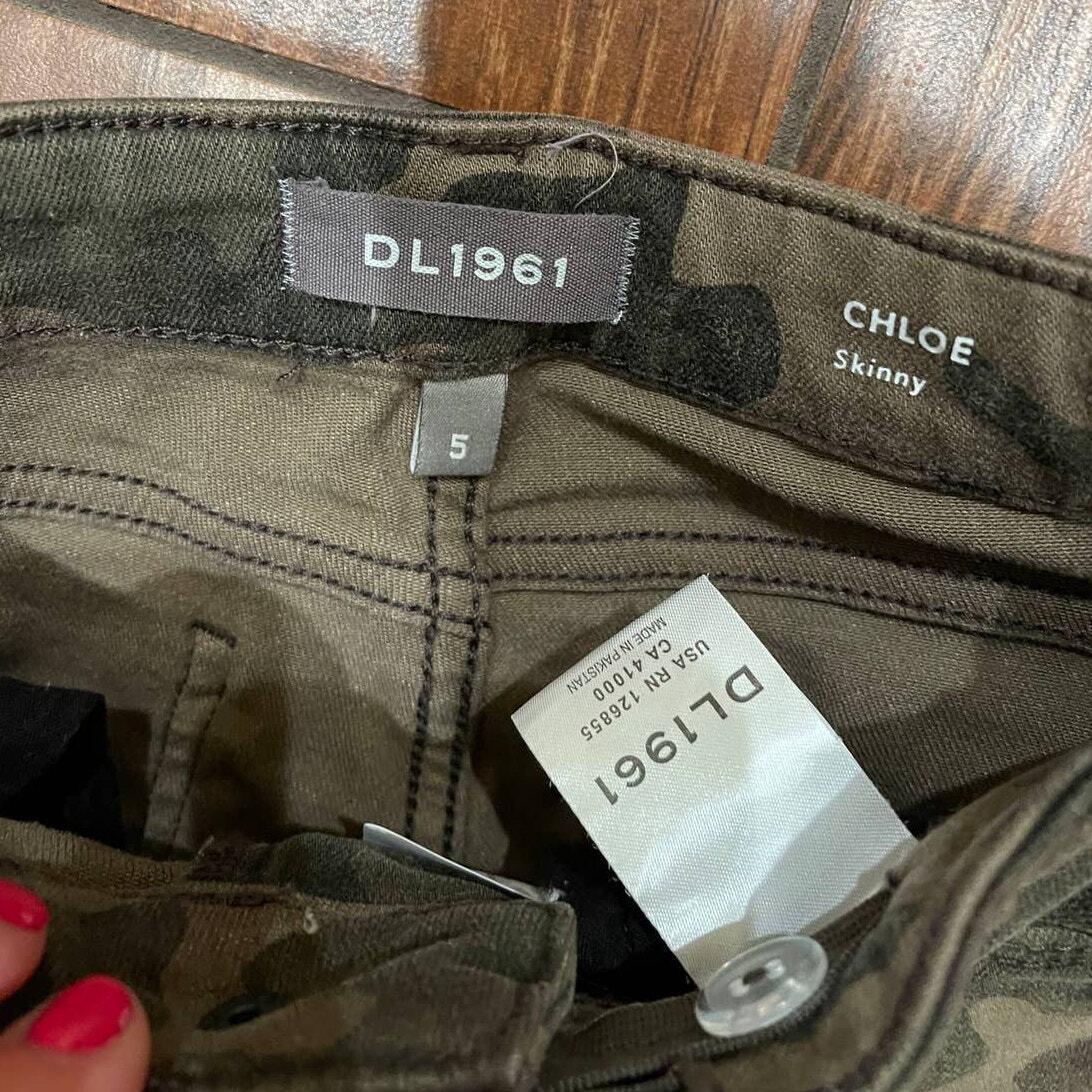 DL1961
CHLOE
Skinny
5
DL1961
USA RN 126855
CA 41000
MADE IN PAKISTAN